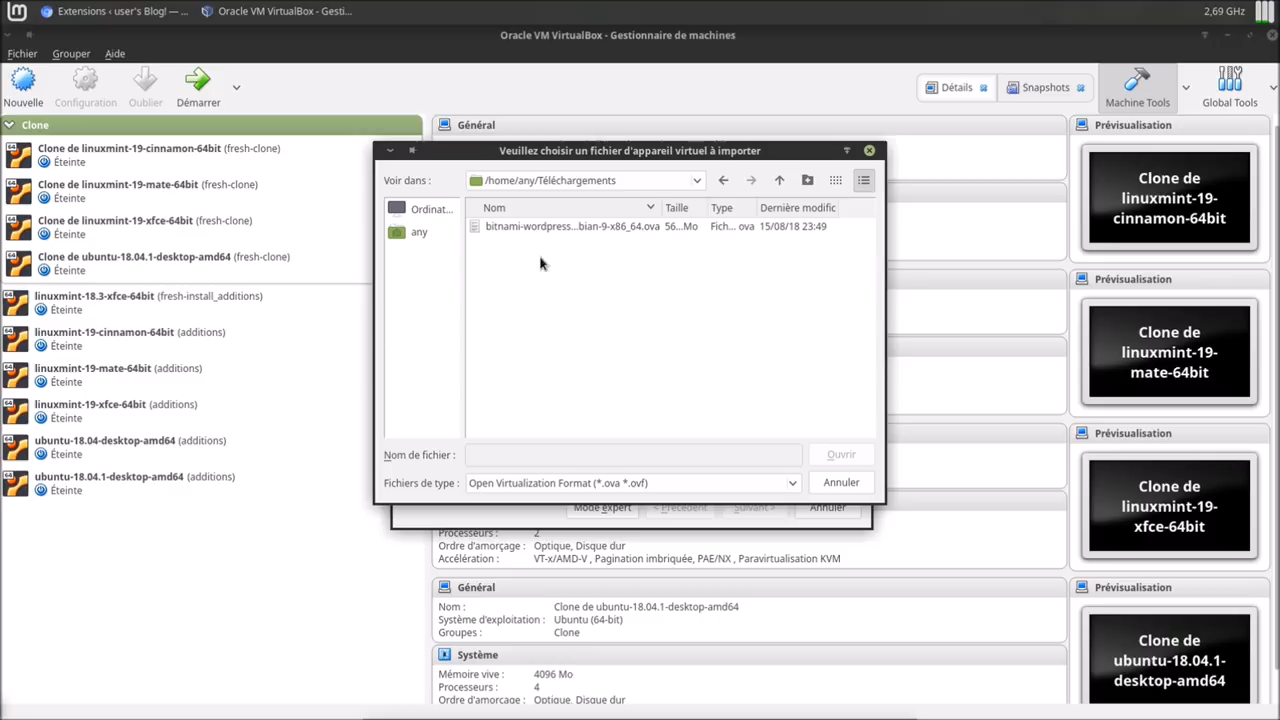 Extensions ‹ user's Blog! — ...
Oracle VM VirtualBox - Gesti...
2,69 GHz
Oracle VM VirtualBox - Gestionnaire de machines
Fichier Grouper Aide
Nouvelle Configuration Oublier Démarrer
Détails Snapshots Machine Tools Global Tools
Clone
Clone de linuxmint-19-cinnamon-64bit (fresh-clone)
Éteinte
Clone de linuxmint-19-mate-64bit (fresh-clone)
Éteinte
Clone de linuxmint-19-xfce-64bit (fresh-clone)
Éteinte
Clone de ubuntu-18.04.1-desktop-amd64 (fresh-clone)
Éteinte
linuxmint-18.3-xfce-64bit (fresh-install_additions)
Éteinte
linuxmint-19-cinnamon-64bit (additions)
Éteinte
linuxmint-19-mate-64bit (additions)
Éteinte
linuxmint-19-xfce-64bit (additions)
Éteinte
ubuntu-18.04-desktop-amd64 (additions)
Éteinte
ubuntu-18.04.1-desktop-amd64 (additions)
Éteinte
Général
Veuillez choisir un fichier d'appareil virtuel à importer
Voir dans : /home/any/Téléchargements
Ordinat...
any
Nom Taille Type Dernière modific
bitnami-wordpress...bian-9-x86_64.ova 56...Mo Fich... ova 15/08/18 23:49
Nom de fichier : Ouvrir
Fichiers de type : Open Virtualization Format (*.ova *.ovf) Annuler
Mode expert < Précédent Suivant > Annuler
Processeurs : 2
Ordre d'amorçage : Optique, Disque dur
Accélération : VT-x/AMD-V , Pagination imbriquée, PAE/NX , Paravirtualisation KVM
Général
Nom : Clone de ubuntu-18.04.1-desktop-amd64
Système d'exploitation : Ubuntu (64-bit)
Groupes : Clone
Système
Mémoire vive : 4096 Mo
Processeurs : 4
Ordre d'amorçage : Optique, Disque dur
Prévisualisation
Clone de
linuxmint-19-
cinnamon-64bit
Prévisualisation
Clone de
linuxmint-19-
mate-64bit
Prévisualisation
Clone de
linuxmint-19-
xfce-64bit
Prévisualisation
Clone de
ubuntu-18.04.1-
desktop-amd64